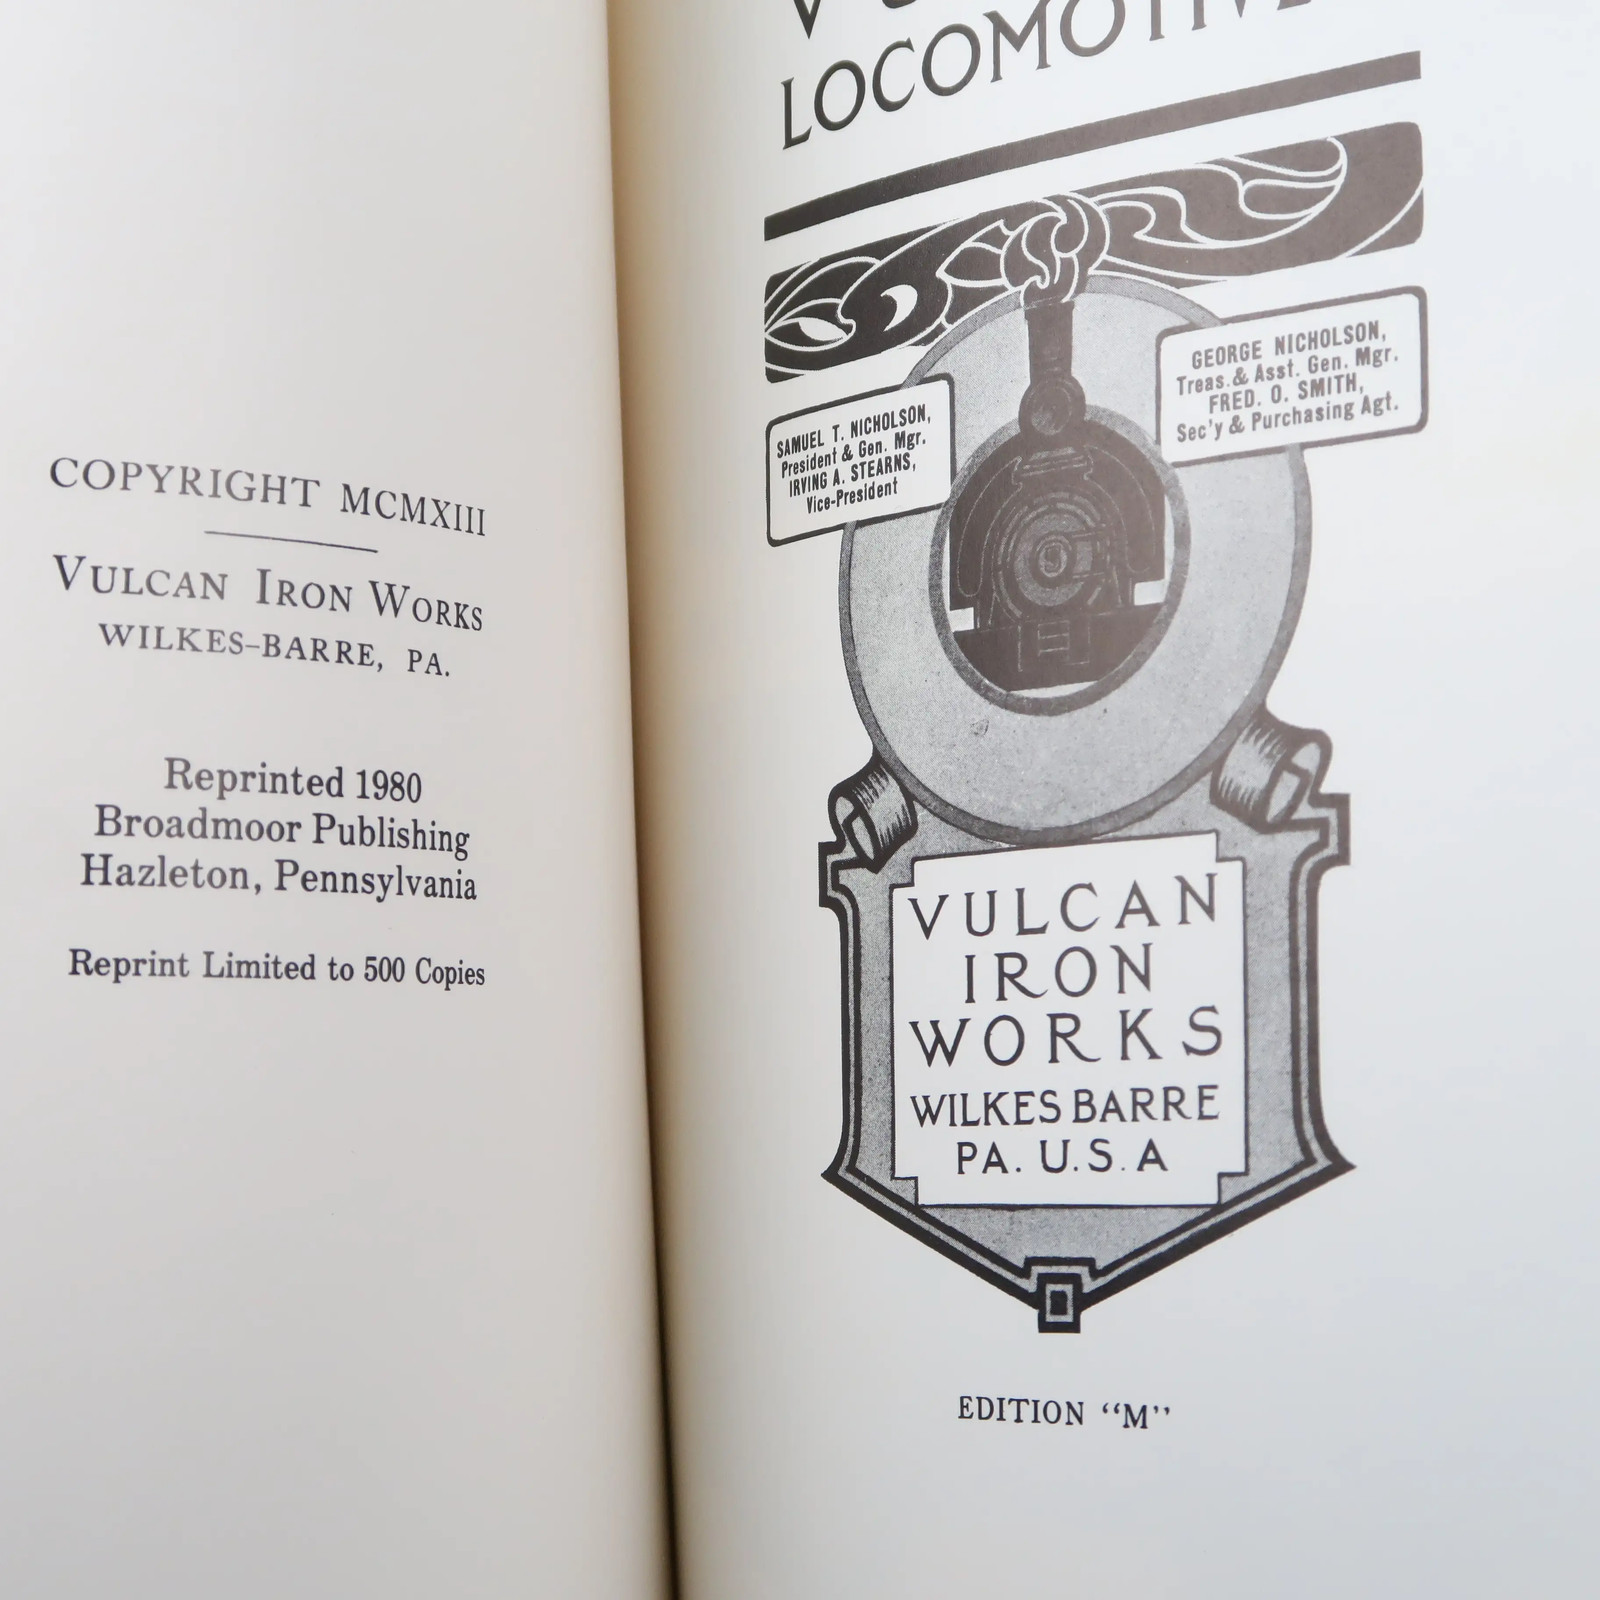 COPYRIGHT MCMXIII
VULCAN IRON WORKS
WILKES-BARRE, PA.
Reprinted 1980
Broadmoor Publishing
Hazleton, Pennsylvania
Reprint Limited to 500 Copies
SAMUEL T. NICHOLSON,
President & Gen. Mgr.
IRVING A. STEARNS,
Vice-President
GEORGE NICHOLSON,
Treas. & Asst. Gen. Mgr.
FRED. O. SMITH,
Sec'y & Purchasing Agt.
VULCAN
IRON
WORKS
WILKES BARRE
PA. U.S.A
EDITION "M"